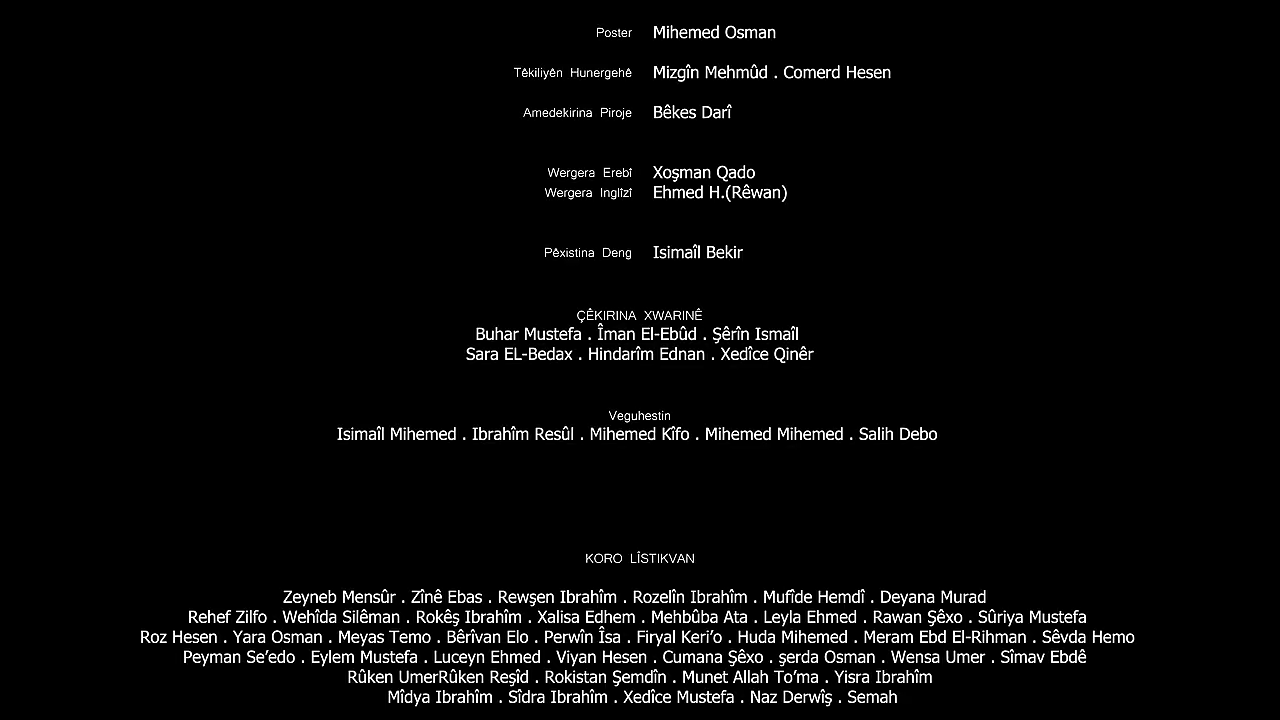 Poster Mihemed Osman
Têkiliyên Hunergehê Mizgîn Mehmûd . Comerd Hesen
Amedekirina Piroje Bêkes Darî
Wergera Erebî Xoşman Qado
Wergera Inglîzî Ehmed H.(Rêwan)
Pêxistina Deng Isimaîl Bekir
ÇÊKIRINA XWARINÊ
Buhar Mustefa . Îman El-Ebûd . Şêrîn Ismaîl
Sara EL-Bedax . Hindarîm Ednan . Xedîce Qinêr
Veguhestin
Isimaîl Mihemed . Ibrahîm Resûl . Mihemed Kîfo . Mihemed Mihemed . Salih Debo
KORO LÎSTIKVAN
Zeyneb Mensûr . Zînê Ebas . Rewşen Ibrahîm . Rozelîn Ibrahîm . Mufîde Hemdî . Deyana Murad
Rehef Zilfo . Wehîda Silêman . Rokêş Ibrahîm . Xalisa Edhem . Mehbûba Ata . Leyla Ehmed . Rawan Şêxo . Sûriya Mustefa
Roz Hesen . Yara Osman . Meyas Temo . Bêrîvan Elo . Perwîn Îsa . Firyal Keri’o . Huda Mihemed . Meram Ebd El-Rihman . Sêvda Hemo
Peyman Se’edo . Eylem Mustefa . Luceyn Ehmed . Viyan Hesen . Cumana Şêxo . şerda Osman . Wensa Umer . Sîmav Ebdê
Rûken UmerRûken Reşîd . Rokistan Şemdîn . Munet Allah To’ma . Yisra Ibrahîm
Mîdya Ibrahîm . Sîdra Ibrahîm . Xedîce Mustefa . Naz Derwîş . Semah